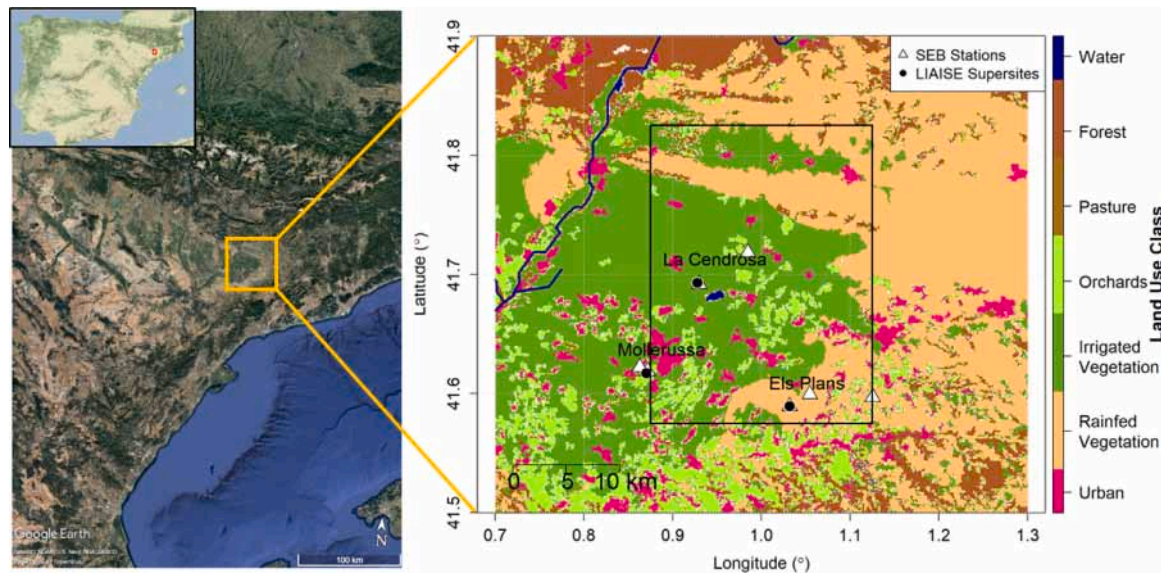 Google Earth
100 km
N
SEB Stations
LIAISE Supersites
La Cendrosa
Mollerussa
Els Plans
0 5 10 km
41.9
41.8
41.7
41.6
41.5
Latitude (°)
0.7 0.8 0.9 1.0 1.1 1.2 1.3
Longitude (°)
Water
Forest
Pasture
Orchards
Irrigated
Vegetation
Rainfed
Vegetation
Urban
Land Use Class